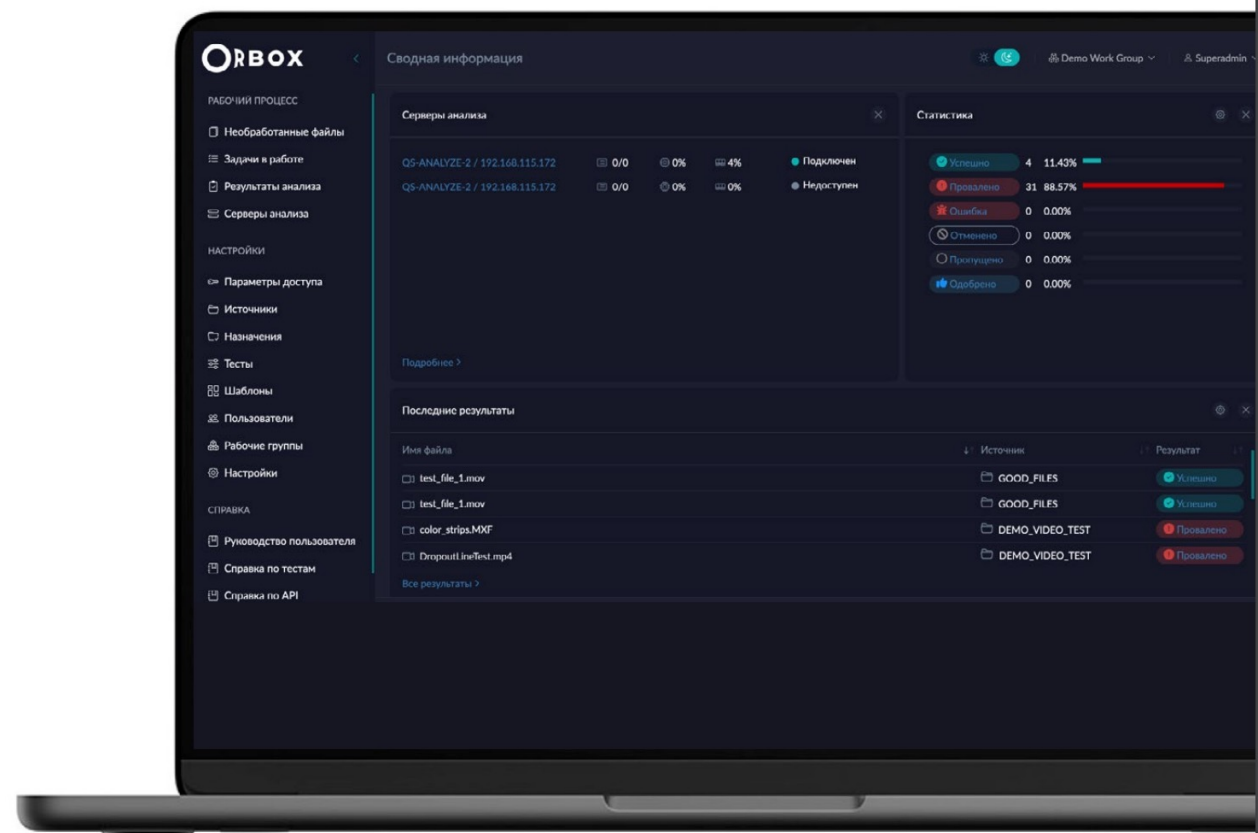 ORBOX
Сводная информация
Demo Work Group
Superadmin
РАБОЧИЙ ПРОЦЕСС
Необработанные файлы
Задачи в работе
Результаты анализа
Серверы анализа
НАСТРОЙКИ
Параметры доступа
Источники
Назначения
Тесты
Шаблоны
Пользователи
Рабочие группы
Настройки
СПРАВКА
Руководство пользователя
Справка по тестам
Справка по API
Серверы анализа
QS-ANALYZE-2 / 192.168.115.172 0/0 0% 4% Подключен
QS-ANALYZE-2 / 192.168.115.172 0/0 0% 0% Недоступен
Подробнее >
Статистика
Успешно 4 11.43%
Провалено 31 88.57%
Ошибка 0 0.00%
Отменено 0 0.00%
Пропущено 0 0.00%
Одобрено 0 0.00%
Последние результаты
Имя файла Источник Результат
test_file_1.mov GOOD_FILES Успешно
test_file_1.mov GOOD_FILES Успешно
color_strips.MXF DEMO_VIDEO_TEST Провалено
DropoutLineTest.mp4 DEMO_VIDEO_TEST Провалено
Все результаты >